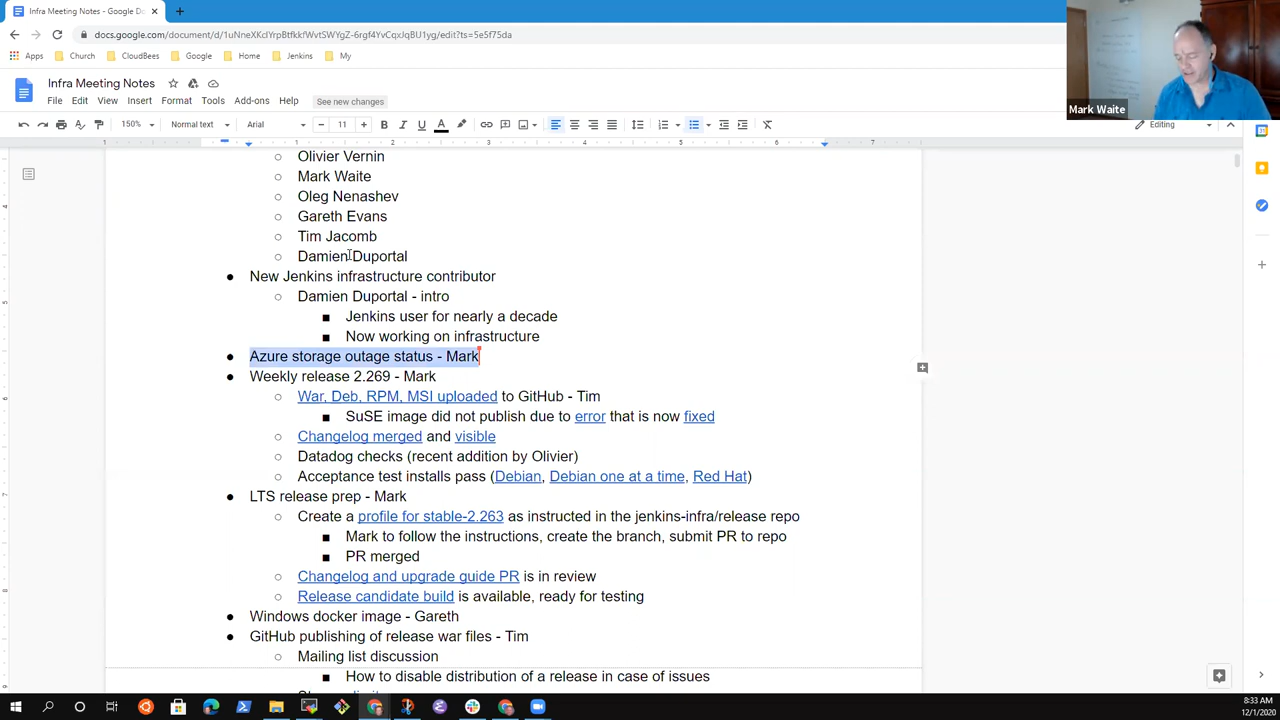 Infra Meeting Notes - Google Do
docs.google.com/document/d/1uNneXKclYrpBtfkkfWvtSWYgZ-6rgf4YvCqxJqBU1yg/edit?ts=5e5f75da
Apps Church CloudBees Google Home Jenkins My
Mark Waite
Infra Meeting Notes
File Edit View Insert Format Tools Add-ons Help See new changes
150% Normal text Arial 11 Editing
1 1 2 3 4 5 6 7
Olivier Vernin
Mark Waite
Oleg Nenashev
Gareth Evans
Tim Jacomb
Damien Duportal
New Jenkins infrastructure contributor
Damien Duportal - intro
Jenkins user for nearly a decade
Now working on infrastructure
Azure storage outage status - Mark
Weekly release 2.269 - Mark
War, Deb, RPM, MSI uploaded to GitHub - Tim
SuSE image did not publish due to error that is now fixed
Changelog merged and visible
Datadog checks (recent addition by Olivier)
Acceptance test installs pass (Debian, Debian one at a time, Red Hat)
LTS release prep - Mark
Create a profile for stable-2.263 as instructed in the jenkins-infra/release repo
Mark to follow the instructions, create the branch, submit PR to repo
PR merged
Changelog and upgrade guide PR is in review
Release candidate build is available, ready for testing
Windows docker image - Gareth
GitHub publishing of release war files - Tim
Mailing list discussion
How to disable distribution of a release in case of issues
8:33 AM
12/1/2020